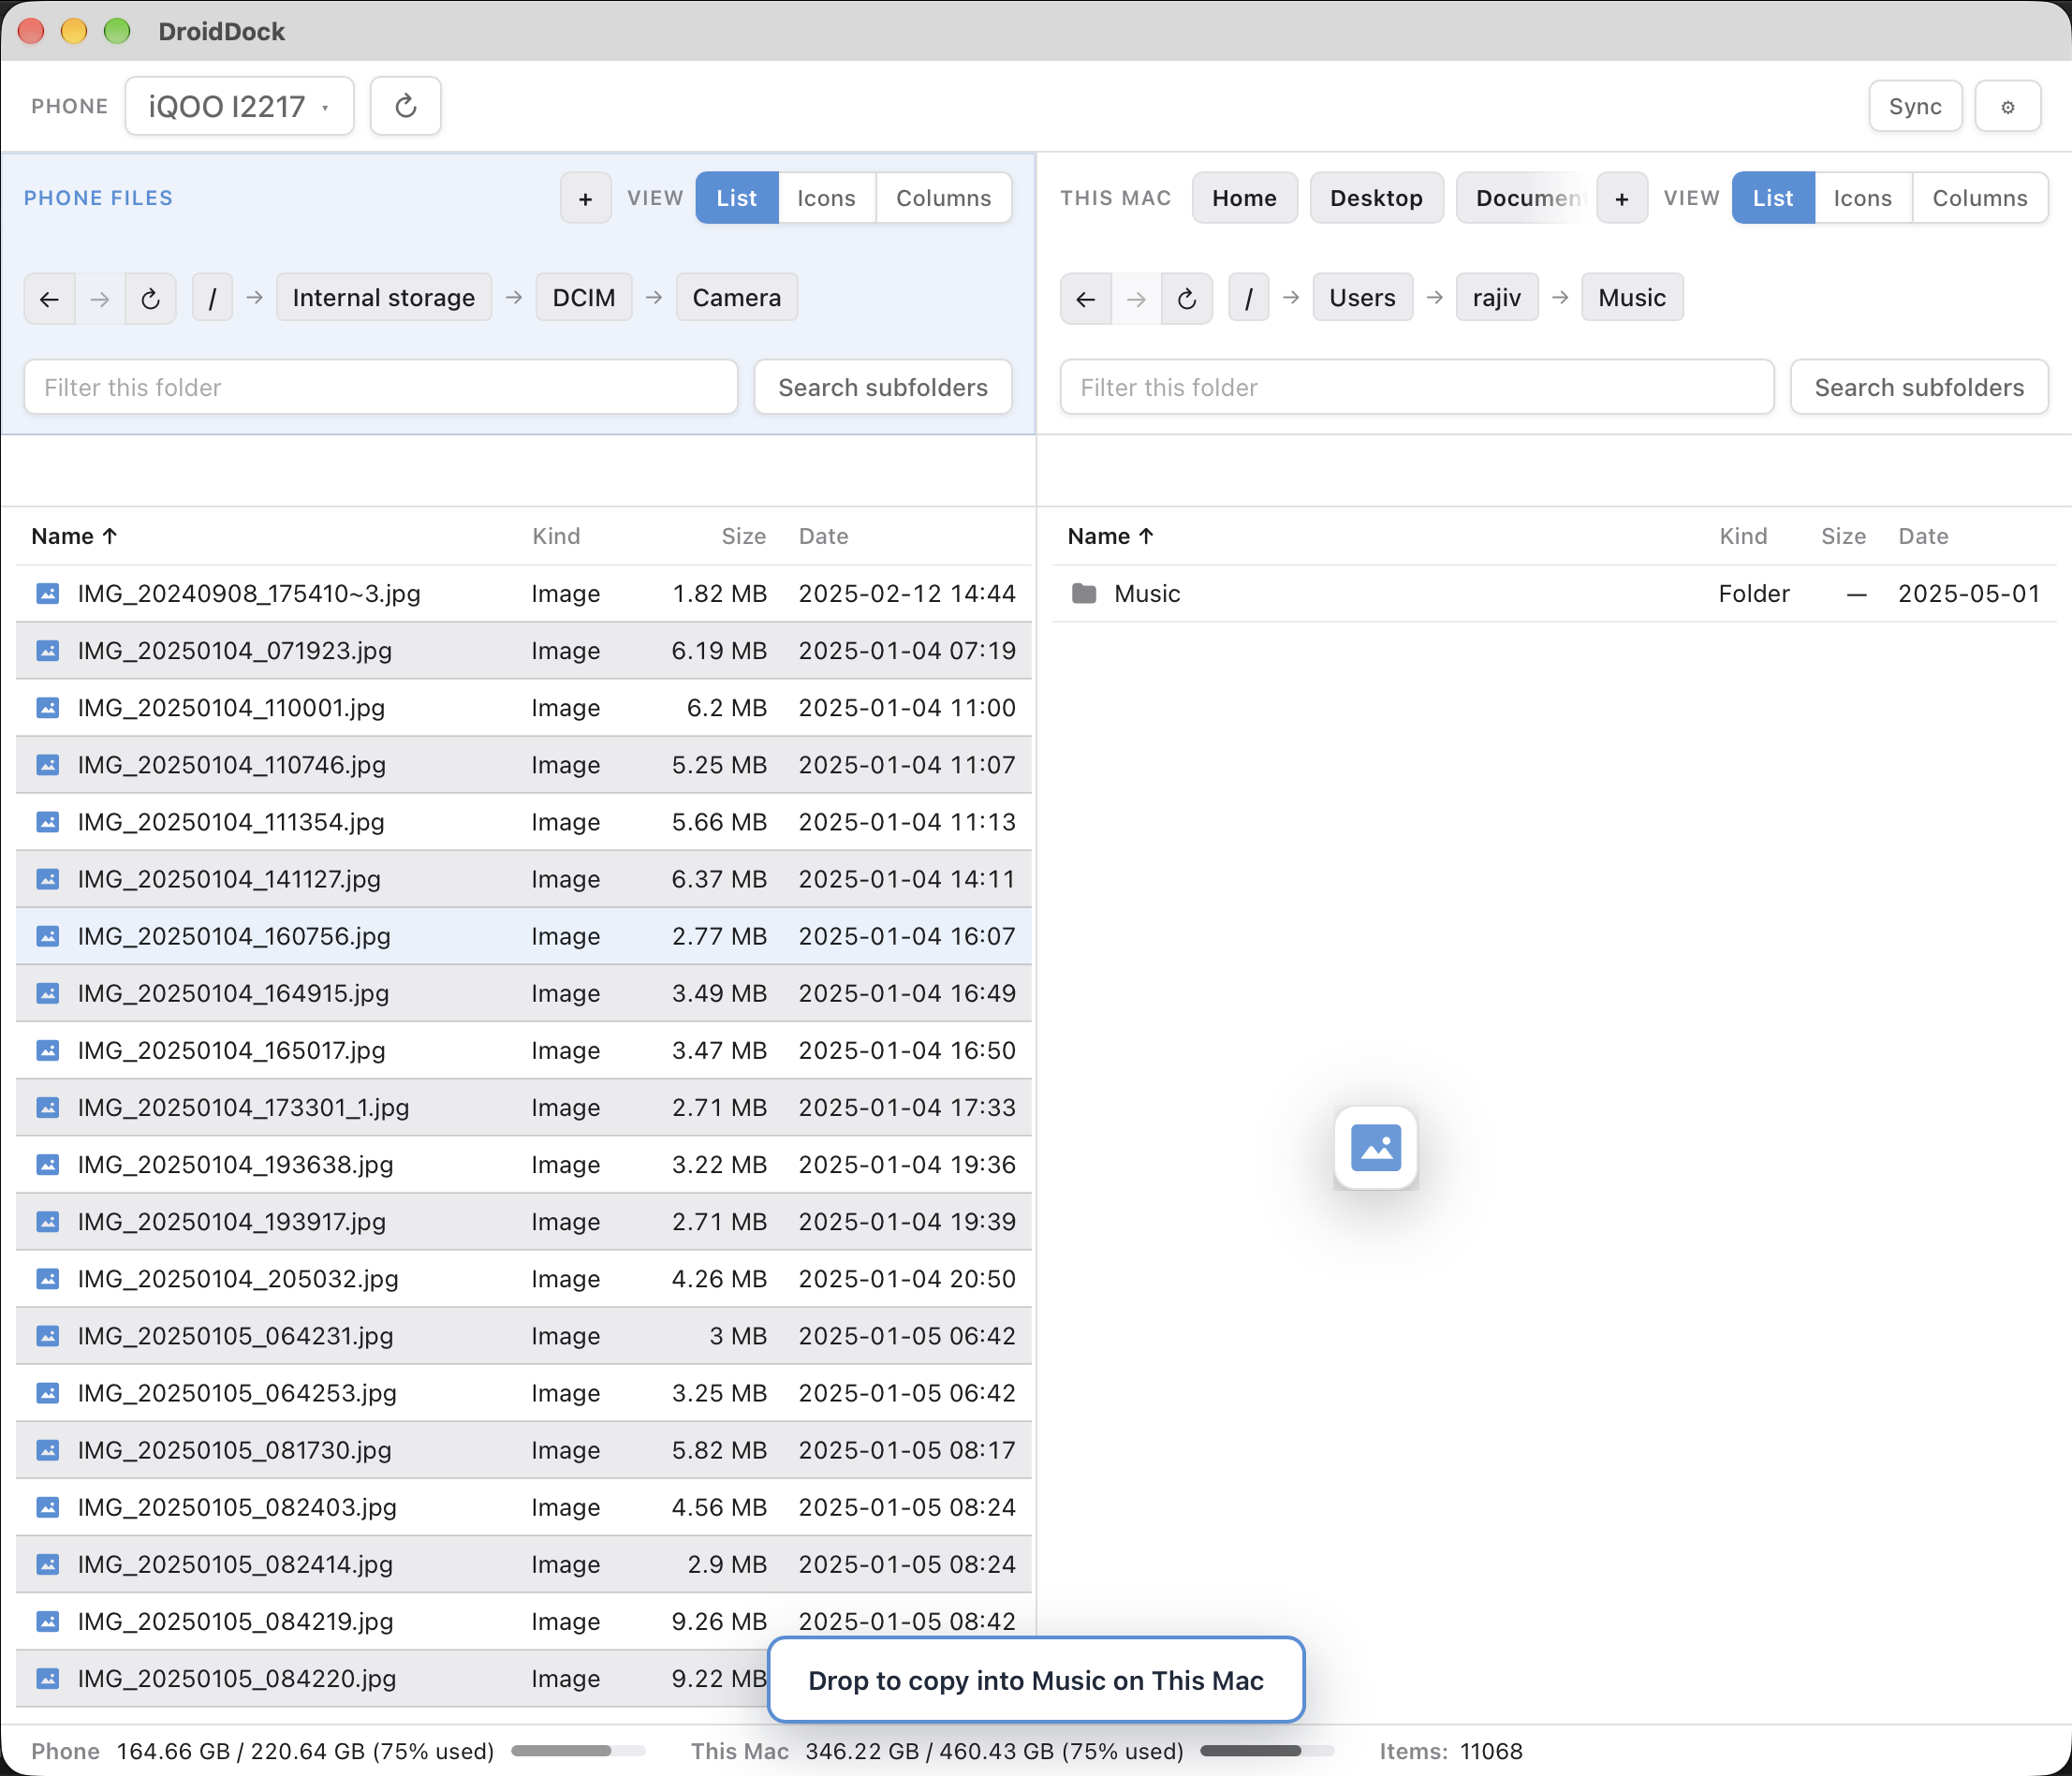 DroidDock
PHONE iQOO I2217 Sync
PHONE FILES + VIEW List Icons Columns
/ → Internal storage → DCIM → Camera
Filter this folder Search subfolders
Name ↑ Kind Size Date
IMG_20240908_175410~3.jpg Image 1.82 MB 2025-02-12 14:44
IMG_20250104_071923.jpg Image 6.19 MB 2025-01-04 07:19
IMG_20250104_110001.jpg Image 6.2 MB 2025-01-04 11:00
IMG_20250104_110746.jpg Image 5.25 MB 2025-01-04 11:07
IMG_20250104_111354.jpg Image 5.66 MB 2025-01-04 11:13
IMG_20250104_141127.jpg Image 6.37 MB 2025-01-04 14:11
IMG_20250104_160756.jpg Image 2.77 MB 2025-01-04 16:07
IMG_20250104_164915.jpg Image 3.49 MB 2025-01-04 16:49
IMG_20250104_165017.jpg Image 3.47 MB 2025-01-04 16:50
IMG_20250104_173301_1.jpg Image 2.71 MB 2025-01-04 17:33
IMG_20250104_193638.jpg Image 3.22 MB 2025-01-04 19:36
IMG_20250104_193917.jpg Image 2.71 MB 2025-01-04 19:39
IMG_20250104_205032.jpg Image 4.26 MB 2025-01-04 20:50
IMG_20250105_064231.jpg Image 3 MB 2025-01-05 06:42
IMG_20250105_064253.jpg Image 3.25 MB 2025-01-05 06:42
IMG_20250105_081730.jpg Image 5.82 MB 2025-01-05 08:17
IMG_20250105_082403.jpg Image 4.56 MB 2025-01-05 08:24
IMG_20250105_082414.jpg Image 2.9 MB 2025-01-05 08:24
IMG_20250105_084219.jpg Image 9.26 MB 2025-01-05 08:42
IMG_20250105_084220.jpg Image 9.22 MB
THIS MAC Home Desktop Documen + VIEW List Icons Columns
/ → Users → rajiv → Music
Filter this folder Search subfolders
Name ↑ Kind Size Date
Music Folder — 2025-05-01
Drop to copy into Music on This Mac
Phone 164.66 GB / 220.64 GB (75% used) This Mac 346.22 GB / 460.43 GB (75% used) Items: 11068